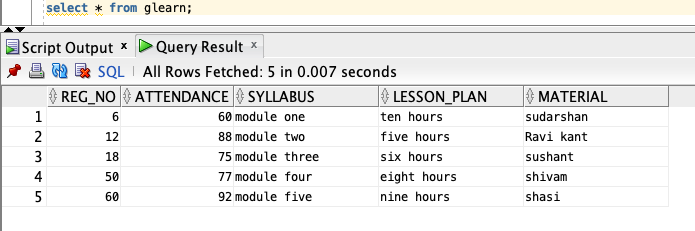 select * from glearn;
Script Output x Query Result x
SQL All Rows Fetched: 5 in 0.007 seconds
REG_NO ATTENDANCE SYLLABUS LESSON_PLAN MATERIAL
1 6 60 module one ten hours sudarshan
2 12 88 module two five hours Ravi kant
3 18 75 module three six hours sushant
4 50 77 module four eight hours shivam
5 60 92 module five nine hours shasi